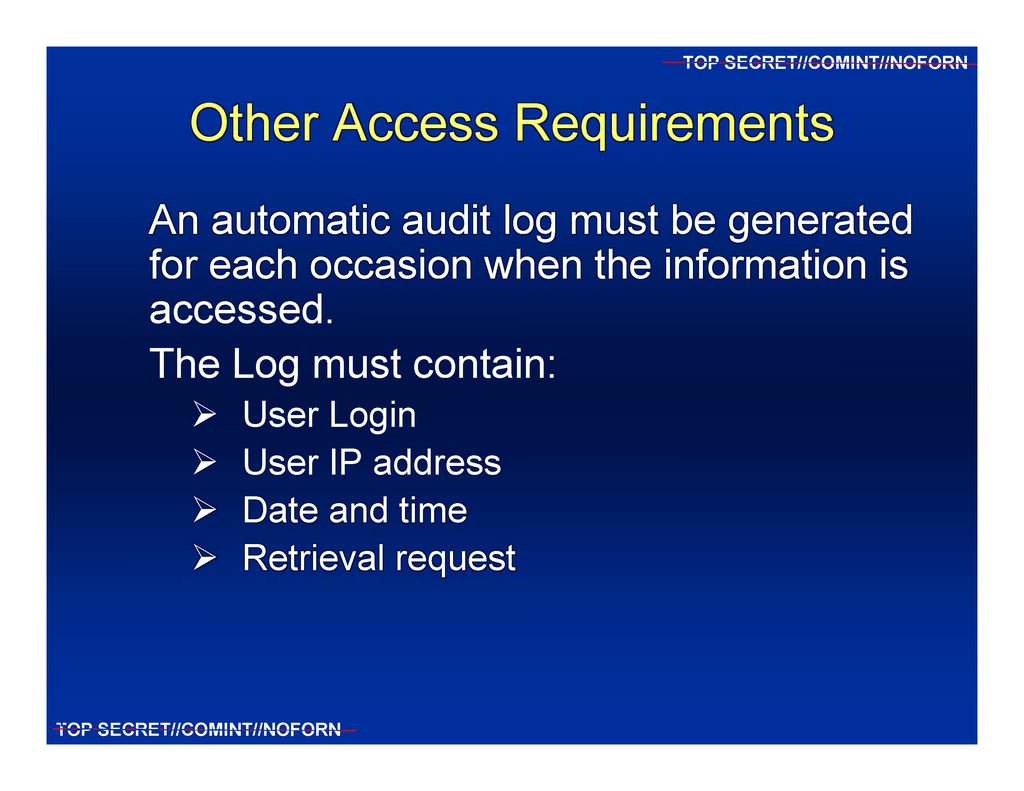 TOP SECRET//COMINT//NOFORN
Other Access Requirements
An automatic audit log must be generated
for each occasion when the information is
accessed.
The Log must contain:
➢ User Login
➢ User IP address
➢ Date and time
➢ Retrieval request
TOP SECRET//COMINT//NOFORN